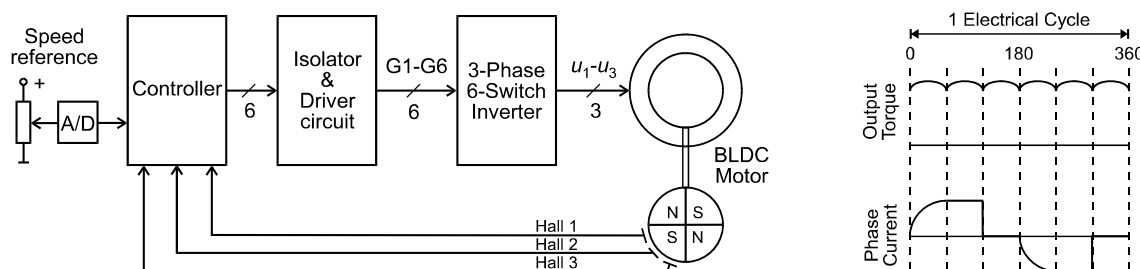 Speed
reference
+
A/D
Controller
6
Isolator
&
Driver
circuit
G1-G6
6
3-Phase
6-Switch
Inverter
u1-u3
3
BLDC
Motor
N S
S N
Hall 1
Hall 2
Hall 3
1 Electrical Cycle
0 180 360
Output
Torque
Phase
Current